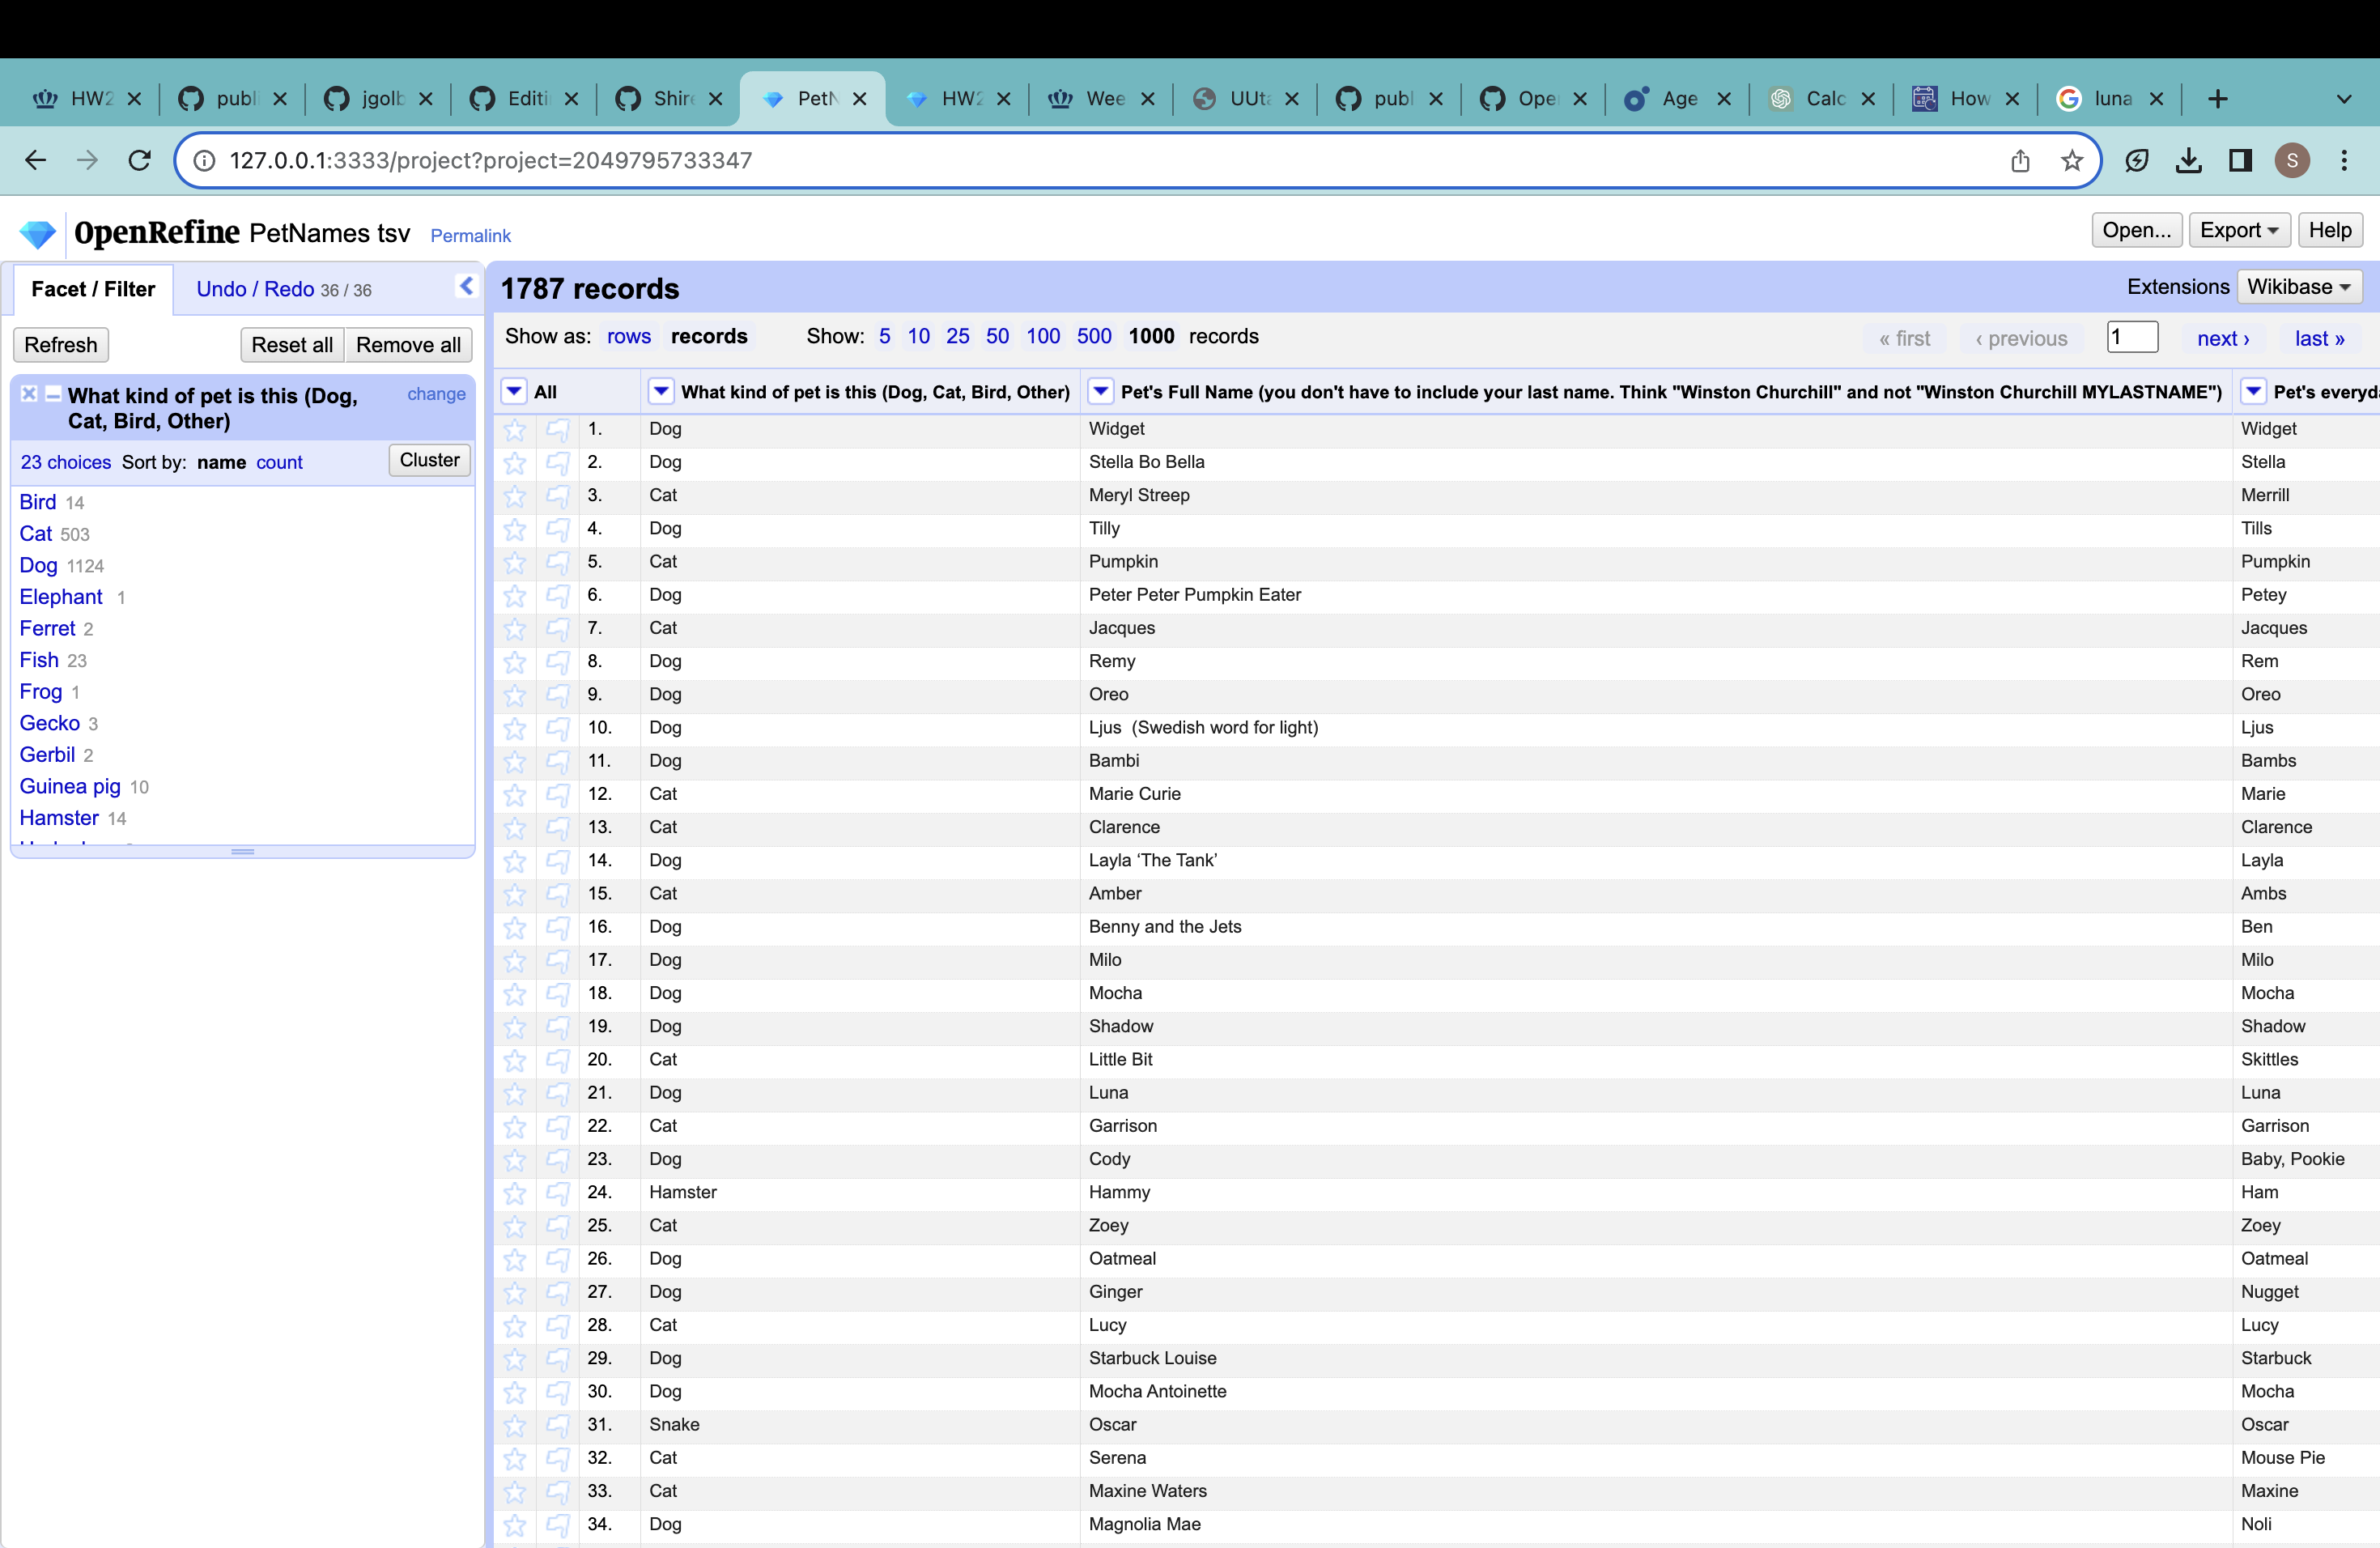 HW2 publi jgolb Editi Shire PetN HW2 Wee UUta publ Ope Age Calc How luna
127.0.0.1:3333/project?project=2049795733347 S
OpenRefine PetNames tsv Permalink Open... Export Help
Facet / Filter Undo / Redo 36 / 36 1787 records Extensions Wikibase
Refresh Reset all Remove all Show as: rows records Show: 5 10 25 50 100 500 1000 records « first ‹ previous 1 next › last »
What kind of pet is this (Dog, Cat, Bird, Other) change
23 choices Sort by: name count Cluster
Bird 14
Cat 503
Dog 1124
Elephant 1
Ferret 2
Fish 23
Frog 1
Gecko 3
Gerbil 2
Guinea pig 10
Hamster 14
All What kind of pet is this (Dog, Cat, Bird, Other) Pet's Full Name (you don't have to include your last name. Think "Winston Churchill" and not "Winston Churchill MYLASTNAME") Pet's everyd
1. Dog Widget Widget
2. Dog Stella Bo Bella Stella
3. Cat Meryl Streep Merrill
4. Dog Tilly Tills
5. Cat Pumpkin Pumpkin
6. Dog Peter Peter Pumpkin Eater Petey
7. Cat Jacques Jacques
8. Dog Remy Rem
9. Dog Oreo Oreo
10. Dog Ljus (Swedish word for light) Ljus
11. Dog Bambi Bambs
12. Cat Marie Curie Marie
13. Cat Clarence Clarence
14. Dog Layla ‘The Tank’ Layla
15. Cat Amber Ambs
16. Dog Benny and the Jets Ben
17. Dog Milo Milo
18. Dog Mocha Mocha
19. Dog Shadow Shadow
20. Cat Little Bit Skittles
21. Dog Luna Luna
22. Cat Garrison Garrison
23. Dog Cody Baby, Pookie
24. Hamster Hammy Ham
25. Cat Zoey Zoey
26. Dog Oatmeal Oatmeal
27. Dog Ginger Nugget
28. Cat Lucy Lucy
29. Dog Starbuck Louise Starbuck
30. Dog Mocha Antoinette Mocha
31. Snake Oscar Oscar
32. Cat Serena Mouse Pie
33. Cat Maxine Waters Maxine
34. Dog Magnolia Mae Noli